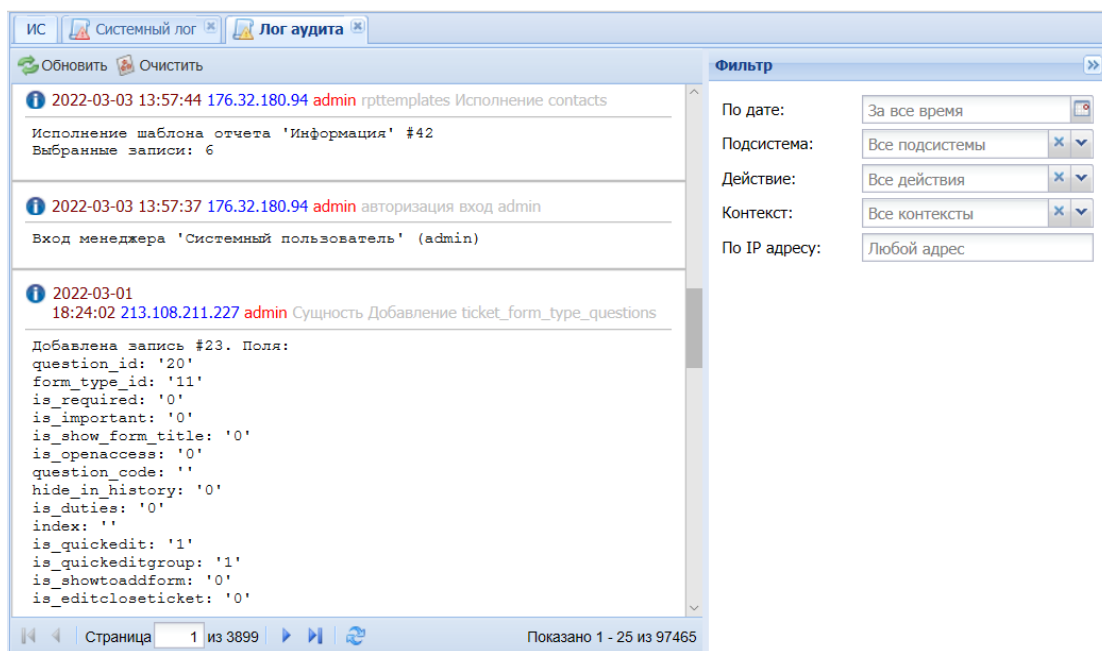 ИС Системный лог Лог аудита
Обновить Очистить
2022-03-03 13:57:44 176.32.180.94 admin rpttemplates Исполнение contacts
Исполнение шаблона отчета 'Информация' #42
Выбранные записи: 6
2022-03-03 13:57:37 176.32.180.94 admin авторизация вход admin
Вход менеджера 'Системный пользователь' (admin)
2022-03-01
18:24:02 213.108.211.227 admin Сущность Добавление ticket_form_type_questions
Добавлена запись #23. Поля:
question_id: '20'
form_type_id: '11'
is_required: '0'
is_important: '0'
is_show_form_title: '0'
is_openaccess: '0'
question_code: ''
hide_in_history: '0'
is_duties: '0'
index: ''
is_quickedit: '1'
is_quickeditgroup: '1'
is_showtoaddform: '0'
is_editcloseticket: '0'
Страница 1 из 3899 Показано 1 - 25 из 97465
Фильтр
По дате: За все время
Подсистема: Все подсистемы
Действие: Все действия
Контекст: Все контексты
По IP адресу: Любой адрес